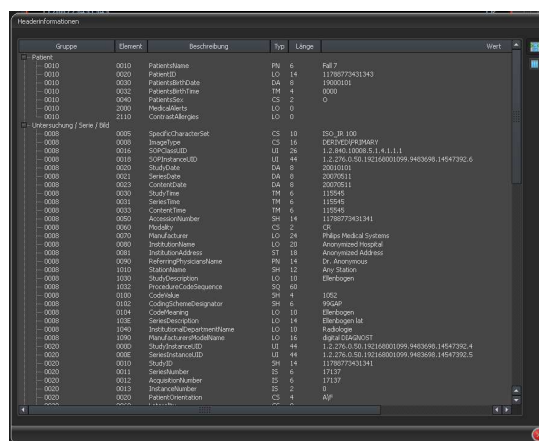 Headerinformationen
Gruppe Element Beschreibung Typ Länge Wert
Patient
0010 0010 PatientsName PN 6 Fall 7
0010 0020 PatientID LO 14 11788773431343
0010 0030 PatientsBirthDate DA 8 19000101
0010 0032 PatientsBirthTime TM 4 0000
0010 0040 PatientsSex CS 2 O
0010 2000 MedicalAlerts LO 0
0010 2110 ContrastAllergies LO 0
Untersuchung / Serie / Bild
0008 0005 SpecificCharacterSet CS 10 ISO_IR 100
0008 0008 ImageType CS 16 DERIVED\PRIMARY
0008 0016 SOPClassUID UI 26 1.2.840.10008.5.1.4.1.1.1
0008 0018 SOPInstanceUID UI 44 1.2.276.0.50.192168001099.9483698.14547392.6
0008 0020 StudyDate DA 8 20010101
0008 0021 SeriesDate DA 8 20070511
0008 0023 ContentDate DA 8 20070511
0008 0030 StudyTime TM 6 115545
0008 0031 SeriesTime TM 6 115545
0008 0033 ContentTime TM 6 115545
0008 0050 AccessionNumber SH 14 11788773431341
0008 0060 Modality CS 2 CR
0008 0070 Manufacturer LO 24 Philips Medical Systems
0008 0080 InstitutionName LO 20 Anonymized Hospital
0008 0081 InstitutionAddress ST 18 Anonymized Address
0008 0090 ReferringPhysiciansName PN 14 Dr. Anonymous
0008 1010 StationName SH 12 Any Station
0008 1030 StudyDescription LO 10 Ellenbogen
0008 1032 ProcedureCodeSequence SQ 60
0008 0100 CodeValue SH 4 1052
0008 0102 CodingSchemeDesignator SH 6 99GAP
0008 0104 CodeMeaning LO 10 Ellenbogen
0008 103E SeriesDescription LO 14 Ellenbogen lat
0008 1040 InstitutionalDepartmentName LO 10 Radiologie
0008 1090 ManufacturersModelName LO 16 digital DIAGNOST
0020 000D StudyInstanceUID UI 44 1.2.276.0.50.192168001099.9483698.14547392.4
0020 000E SeriesInstanceUID UI 44 1.2.276.0.50.192168001099.9483698.14547392.5
0020 0010 StudyID SH 14 11788773431341
0020 0011 SeriesNumber IS 6 17137
0020 0012 AcquisitionNumber IS 6 17137
0020 0013 InstanceNumber IS 2 0
0020 0020 PatientOrientation CS 4 A\F